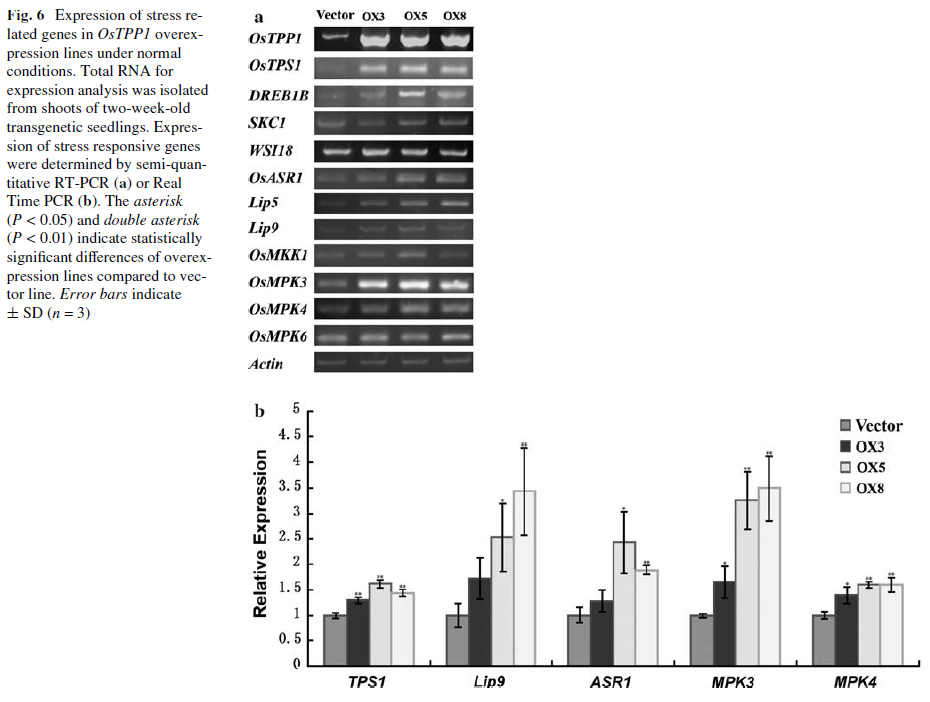 Fig. 6 Expression of stress re-
lated genes in OsTPP1 overex-
pression lines under normal
conditions. Total RNA for
expression analysis was isolated
from shoots of two-week-old
transgenetic seedlings. Expres-
sion of stress responsive genes
were determined by semi-quan-
titative RT-PCR (a) or Real
Time PCR (b). The asterisk
(P < 0.05) and double asterisk
(P < 0.01) indicate statistically
significant differences of overex-
pression lines compared to vec-
tor line. Error bars indicate
± SD (n = 3)
a
Vector OX3 OX5 OX8
OsTPP1
OsTPS1
DREB1B
SKC1
WSI18
OsASR1
Lip5
Lip9
OsMKK1
OsMPK3
OsMPK4
OsMPK6
Actin
b
Relative Expression
5
4.5
4
3.5
3
2.5
2
1.5
1
0.5
0
** ** **
* **
* **
* ** **
* ** **
TPS1 Lip9 ASR1 MPK3 MPK4
Vector
OX3
OX5
OX8